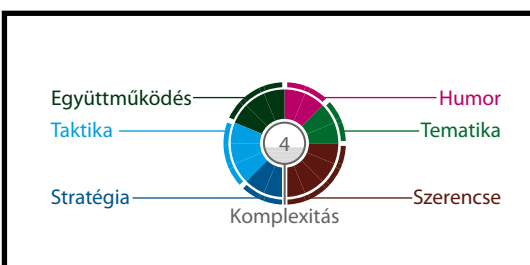 Együttműködés Humor
Taktika Tematika
4
Stratégia Szerencse
Komplexitás